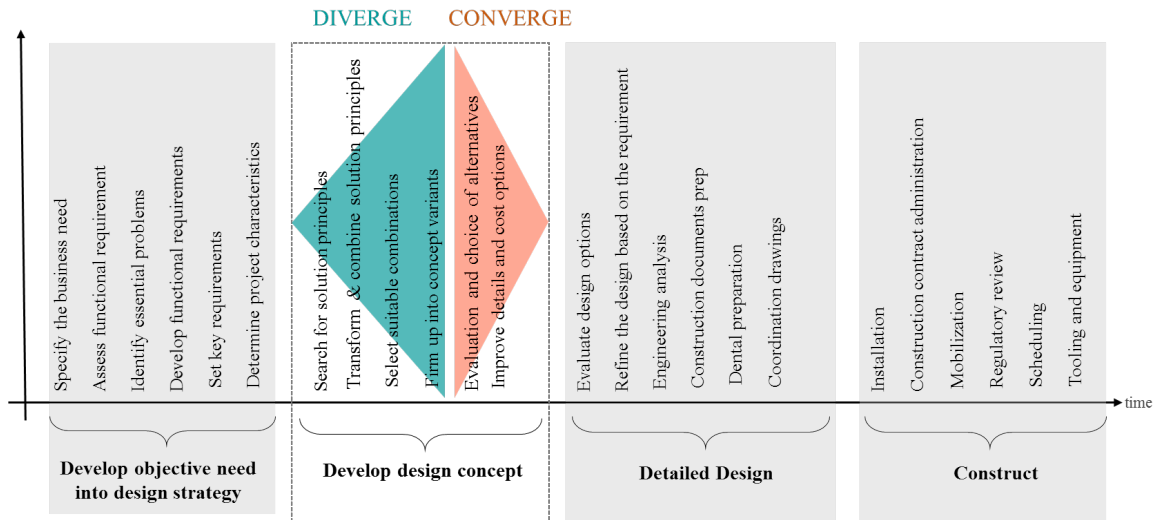 DIVERGE
CONVERGE
Specify the business need
Assess functional requirement
Identify essential problems
Develop functional requirements
Set key requirements
Determine project characteristics
Search for solution principles
Transform & combine solution principles
Select suitable combinations
Firm up into concept variants
Evaluation and choice of alternatives
Improve details and cost options
Evaluate design options
Refine the design based on the requirement
Engineering analysis
Construction documents prep
Dental preparation
Coordination drawings
Installation
Construction contract administration
Mobilization
Regulatory review
Scheduling
Tooling and equipment
time
Develop objective need
into design strategy
Develop design concept
Detailed Design
Construct